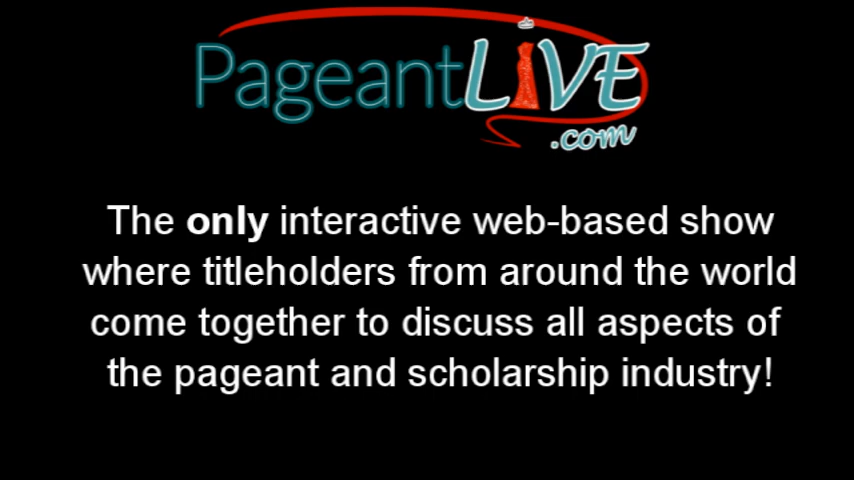 PageantLIVE
.com
The only interactive web-based show
where titleholders from around the world
come together to discuss all aspects of
the pageant and scholarship industry!